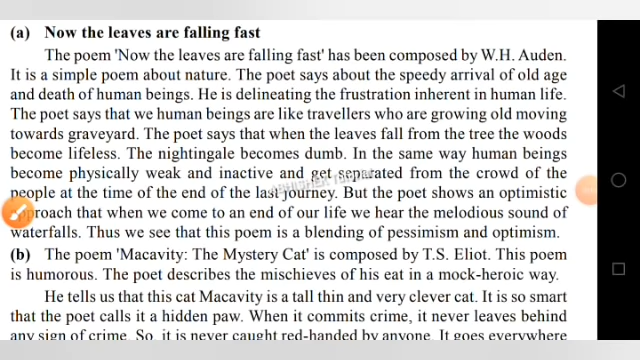 (a) Now the leaves are falling fast
The poem 'Now the leaves are falling fast' has been composed by W.H. Auden.
It is a simple poem about nature. The poet says about the speedy arrival of old age
and death of human beings. He is delineating the frustration inherent in human life.
The poet says that we human beings are like travellers who are growing old moving
towards graveyard. The poet says that when the leaves fall from the tree the woods
become lifeless. The nightingale becomes dumb. In the same way human beings
become physically weak and inactive and get separated from the crowd of the
people at the time of the end of the last journey. But the poet shows an optimistic
approach that when we come to an end of our life we hear the melodious sound of
waterfalls. Thus we see that this poem is a blending of pessimism and optimism.
(b) The poem 'Macavity: The Mystery Cat' is composed by T.S. Eliot. This poem
is humorous. The poet describes the mischieves of his eat in a mock-heroic way.
He tells us that this cat Macavity is a tall thin and very clever cat. It is so smart
that the poet calls it a hidden paw. When it commits crime, it never leaves behind
any sign of crime. So, it is never caught red-handed by anyone. It goes everywhere